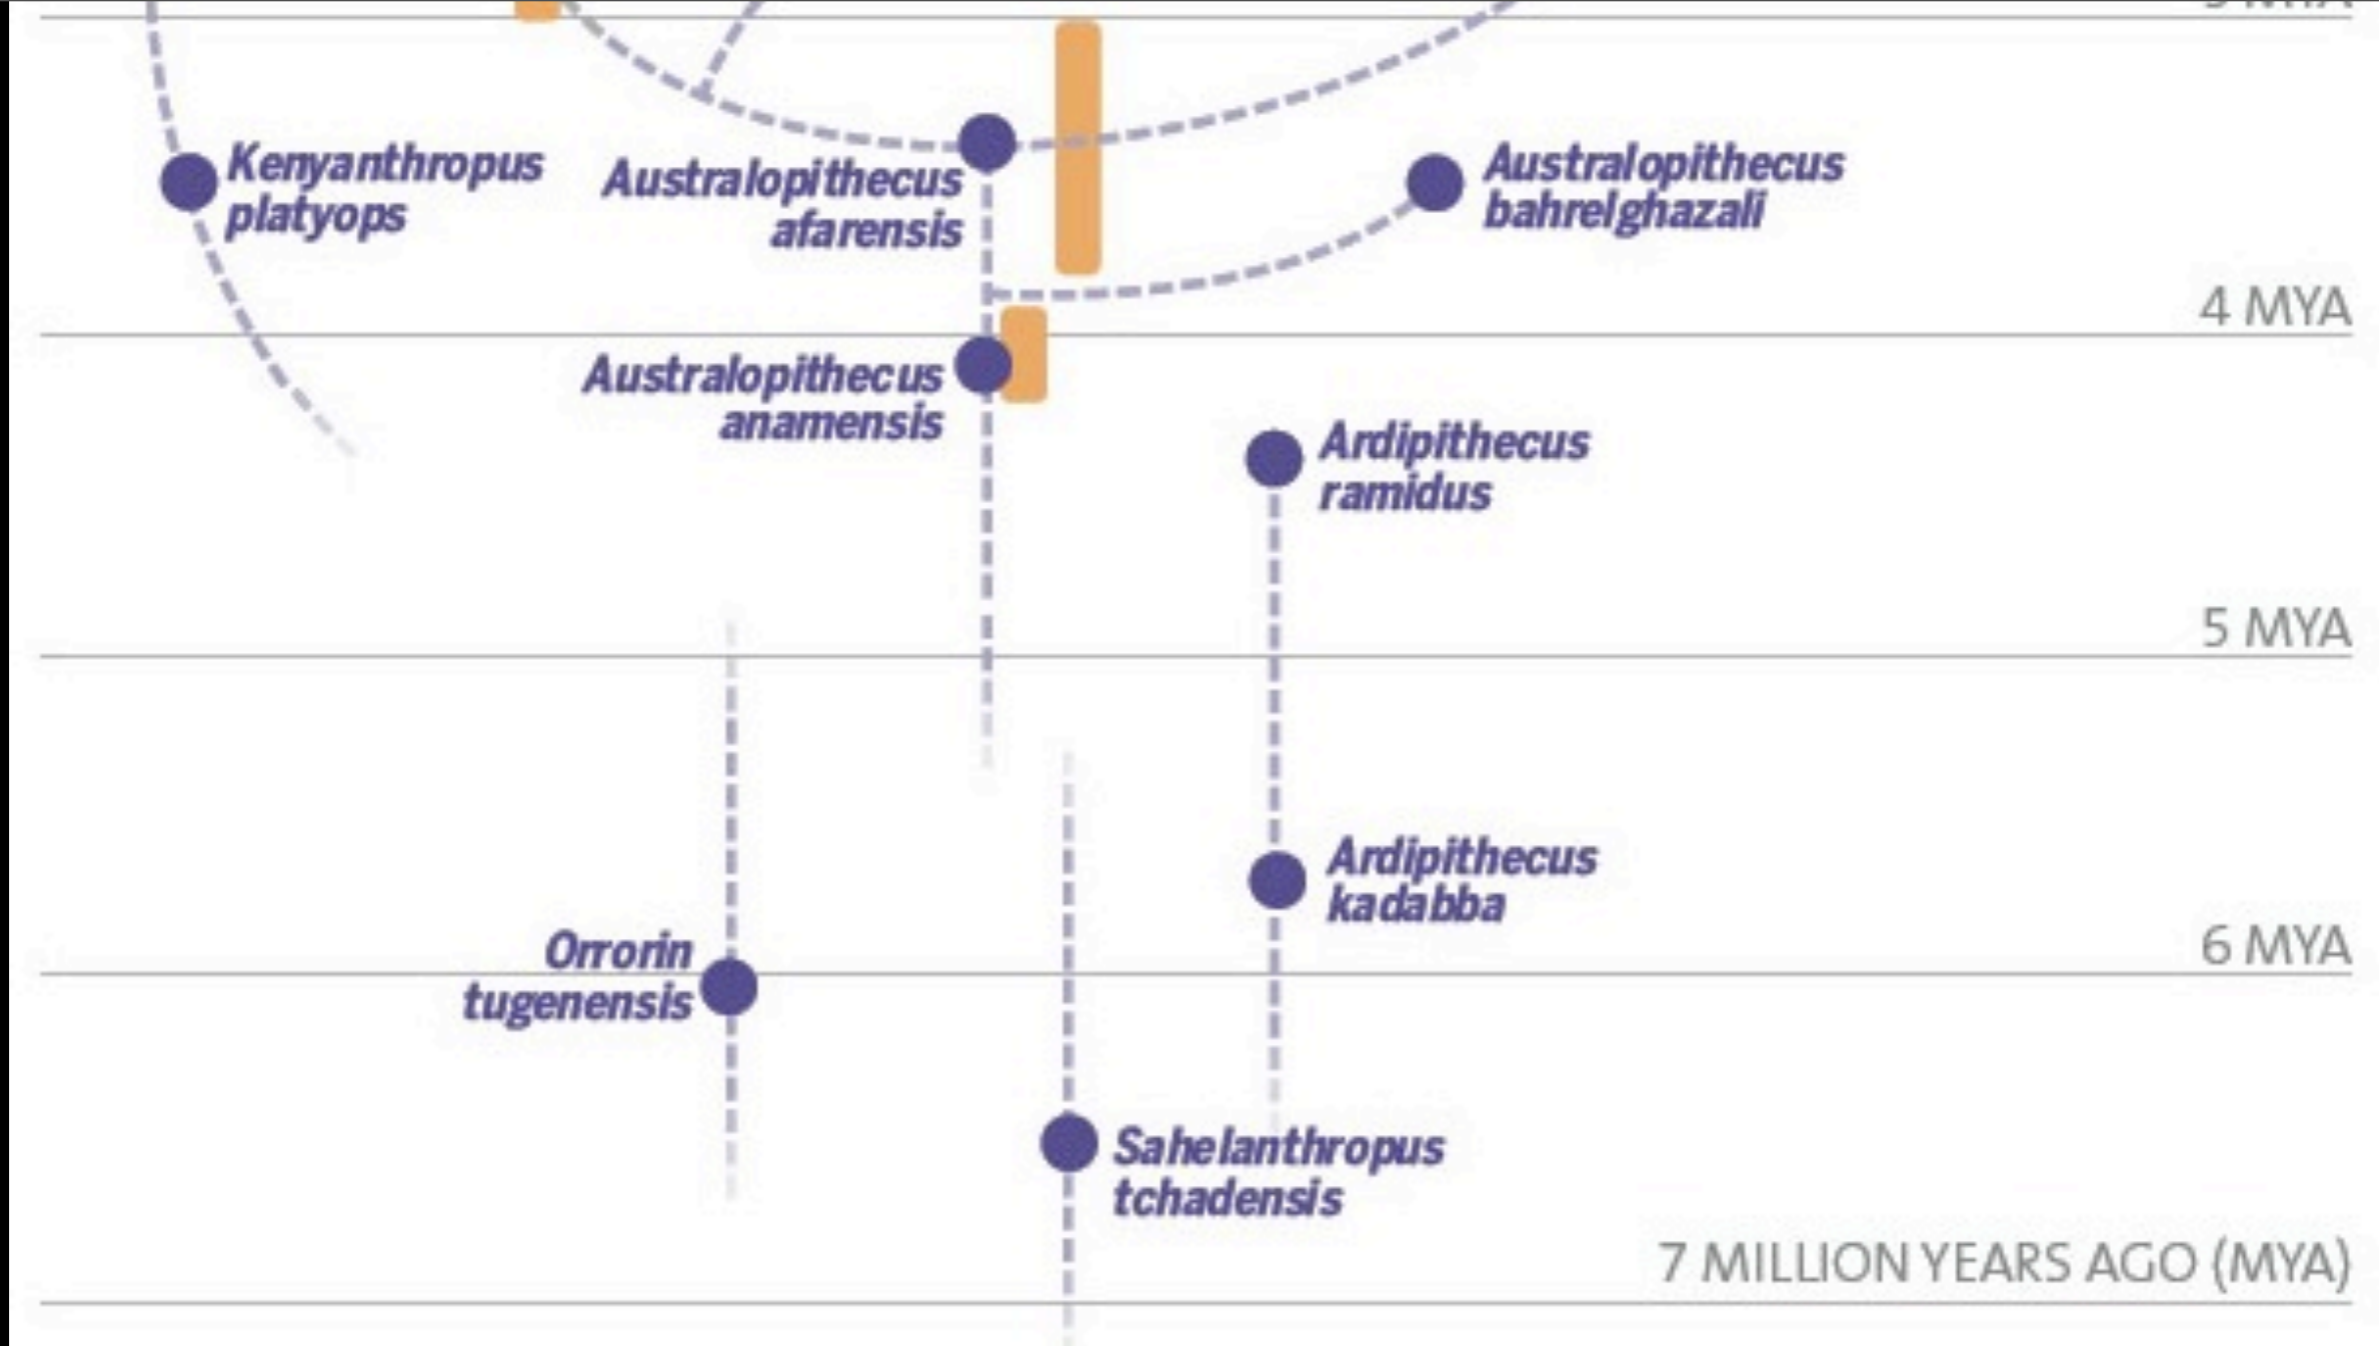 Kenyanthropus
platyops
Australopithecus
afarensis
Australopithecus
bahrelghazali
4 MYA
Australopithecus
anamensis
Ardipithecus
ramidus
5 MYA
Ardipithecus
kadabba
Orrorin
tugenensis
6 MYA
Sahelanthropus
tchadensis
7 MILLION YEARS AGO (MYA)